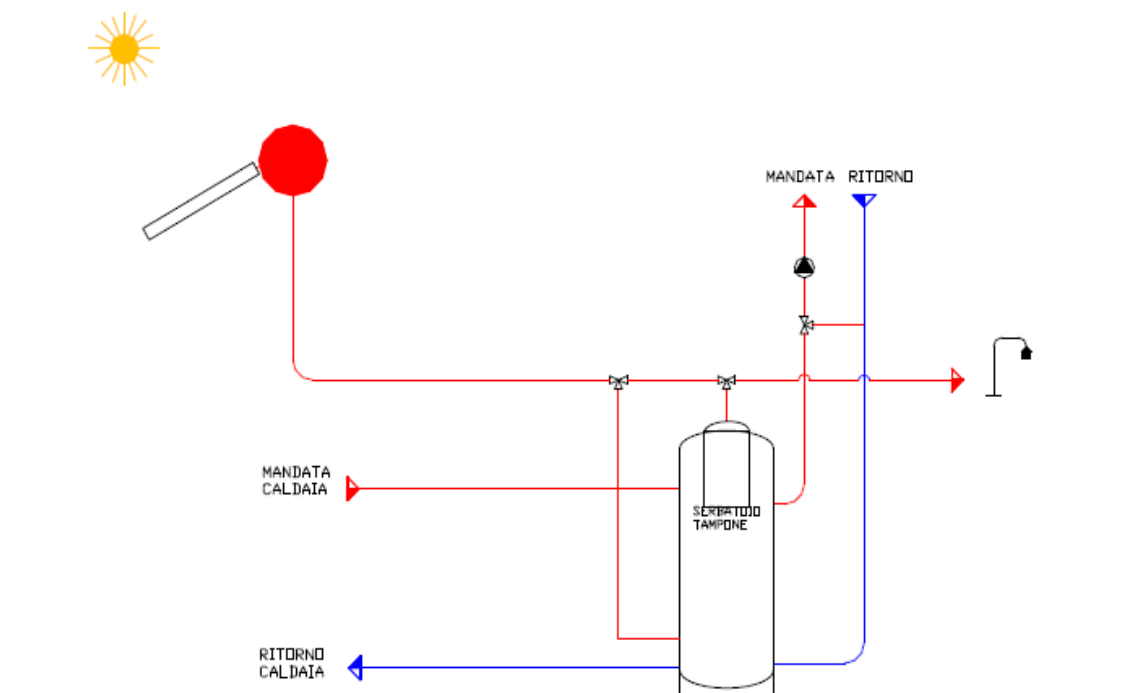 MANDATA RITORNO
MANDATA
CALDAIA
SERBATOIO
TAMPONE
RITORNO
CALDAIA